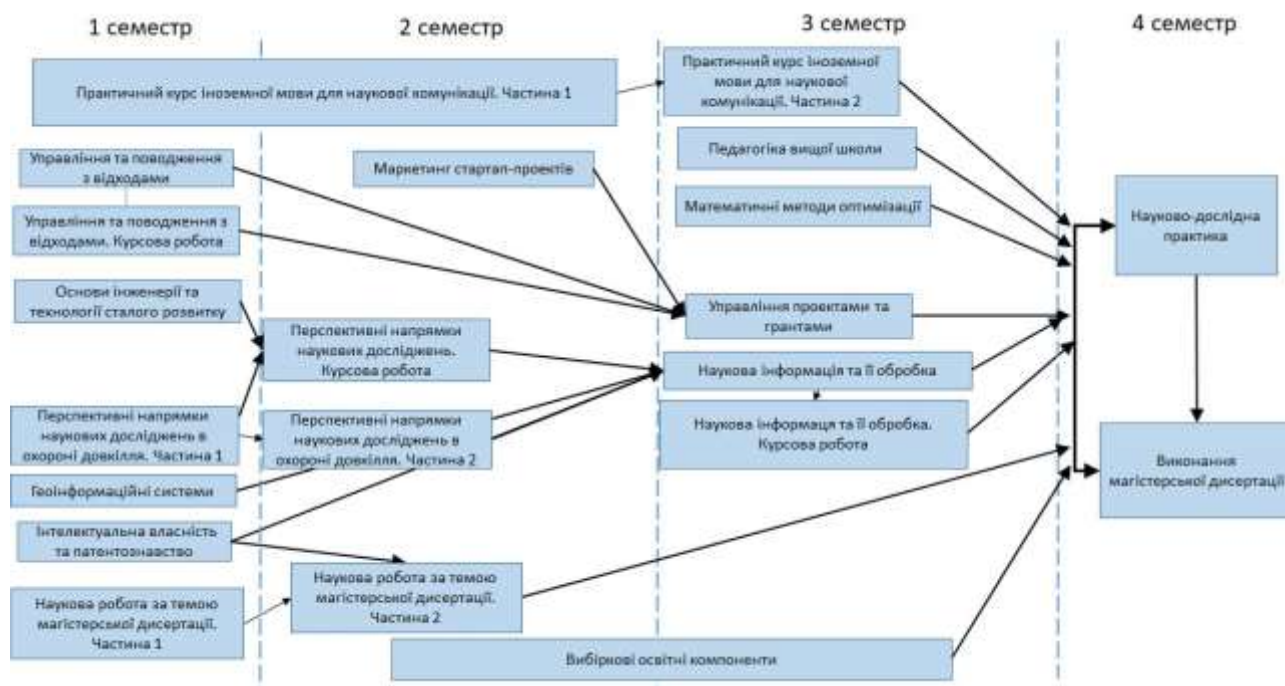 1 семестр
2 семестр
3 семестр
4 семестр
Практичний курс іноземної мови для наукової комунікації. Частина 1
Практичний курс іноземної
мови для наукової
комунікації. Частина 2
Управління та поводження
з відходами
Маркетинг стартап-проектів
Педагогіка вищої школи
Математичні методи оптимізації
Науково-дослідна
практика
Управління та поводження з
відходами. Курсова робота
Основи інженерії та
технології сталого розвитку
Управління проектами та
грантами
Перспективні напрямки
наукових досліджень.
Курсова робота
Наукова інформація та її обробка
Перспективні напрямки
наукових досліджень в
охороні довкілля. Частина 1
Перспективні напрямки
наукових досліджень в
охороні довкілля. Частина 2
Наукова інформаця та її обробка.
Курсова робота
Виконання
магістерської дисертації
Геоінформаційні системи
Інтелектуальна власність
та патентознавство
Наукова робота за темою
магістерської дисертації.
Частина 2
Наукова робота за темою
магістерської дисертації.
Частина 1
Вибіркові освітні компоненти